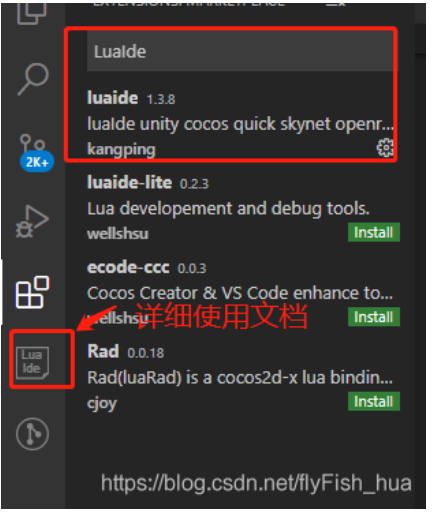 LuaIde
luaide 1.3.8
luaIde unity cocos quick skynet openr...
kangping
2K+
luaide-lite 0.2.3
Lua developement and debug tools.
wellshsu Install
ecode-ccc 0.0.3
Cocos Creator & VS Code enhance to...
wellshsu Install
详细使用文档
Lua
Ide
Rad 0.0.18
Rad(luaRad) is a cocos2d-x lua bindin...
cjoy Install
https://blog.csdn.net/flyFish_hua